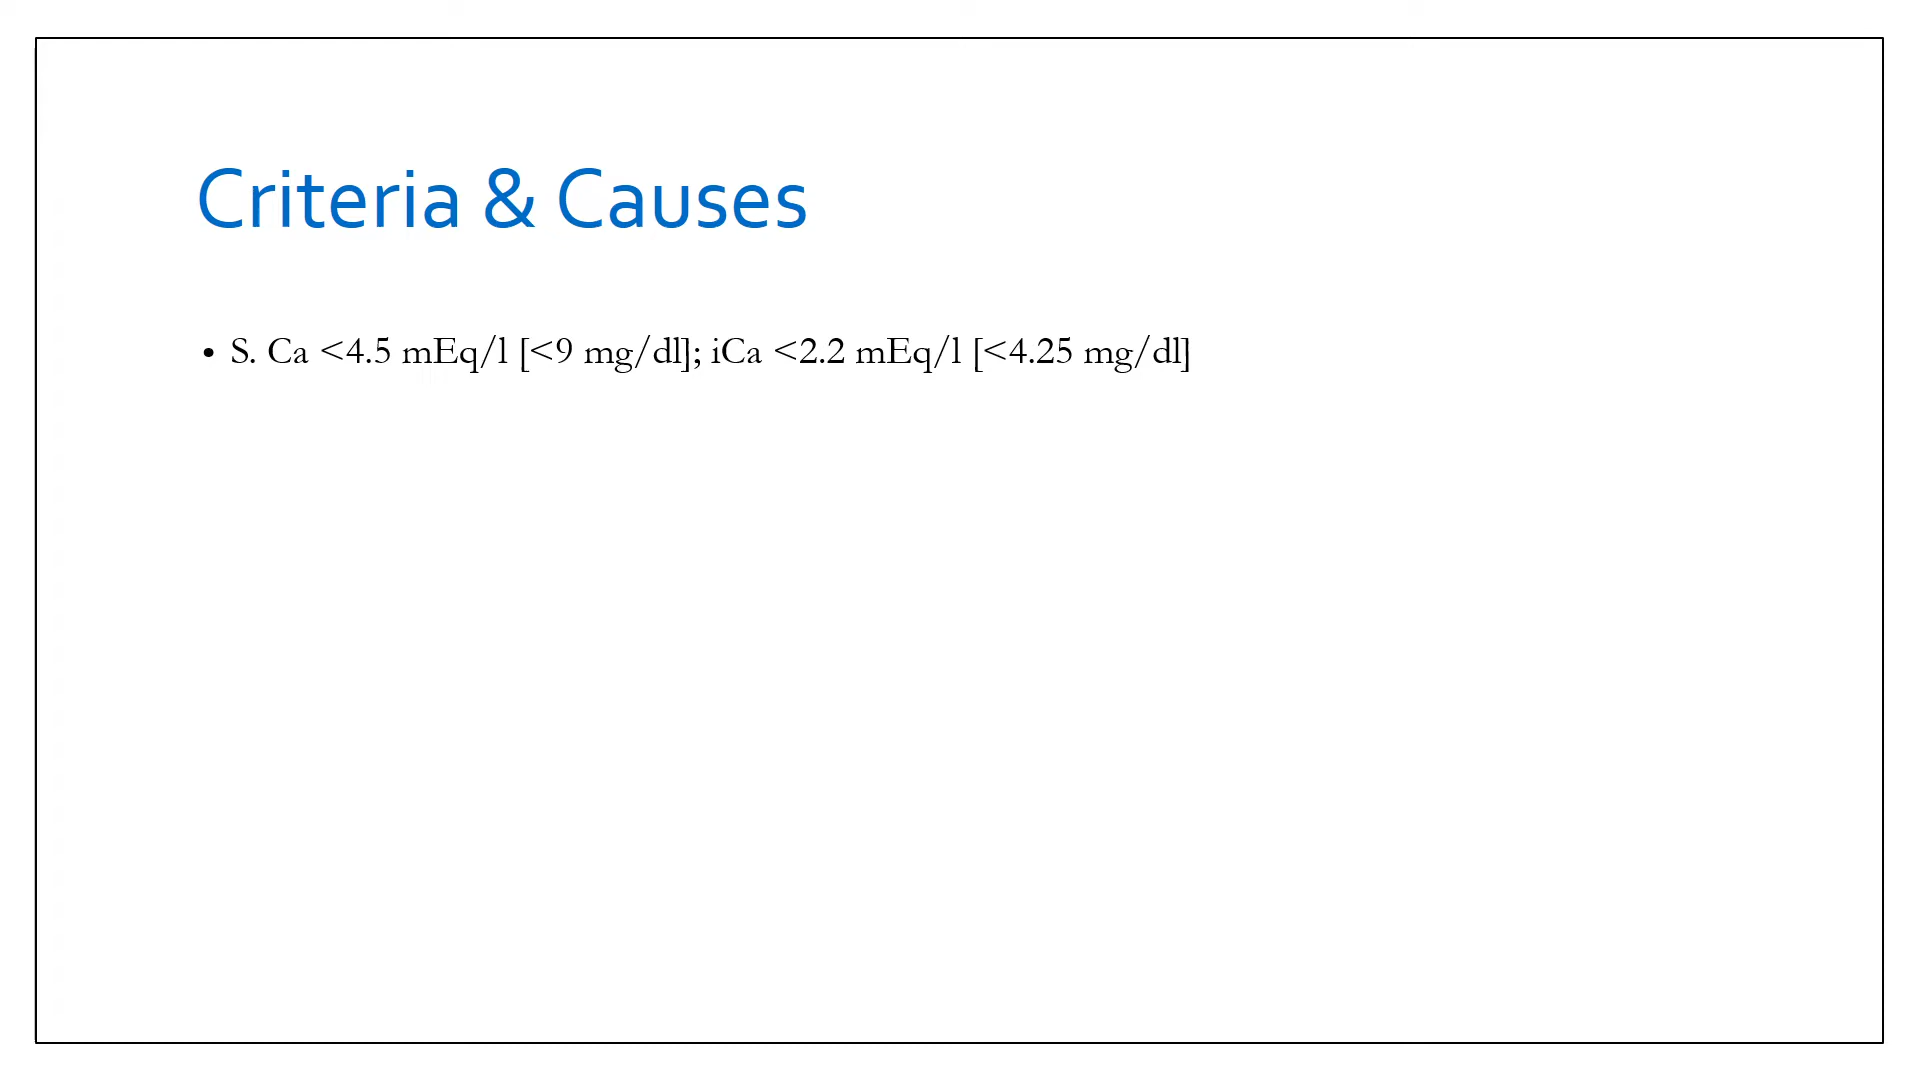 Criteria & Causes
• S. Ca <4.5 mEq/l [<9 mg/dl]; iCa <2.2 mEq/l [<4.25 mg/dl]